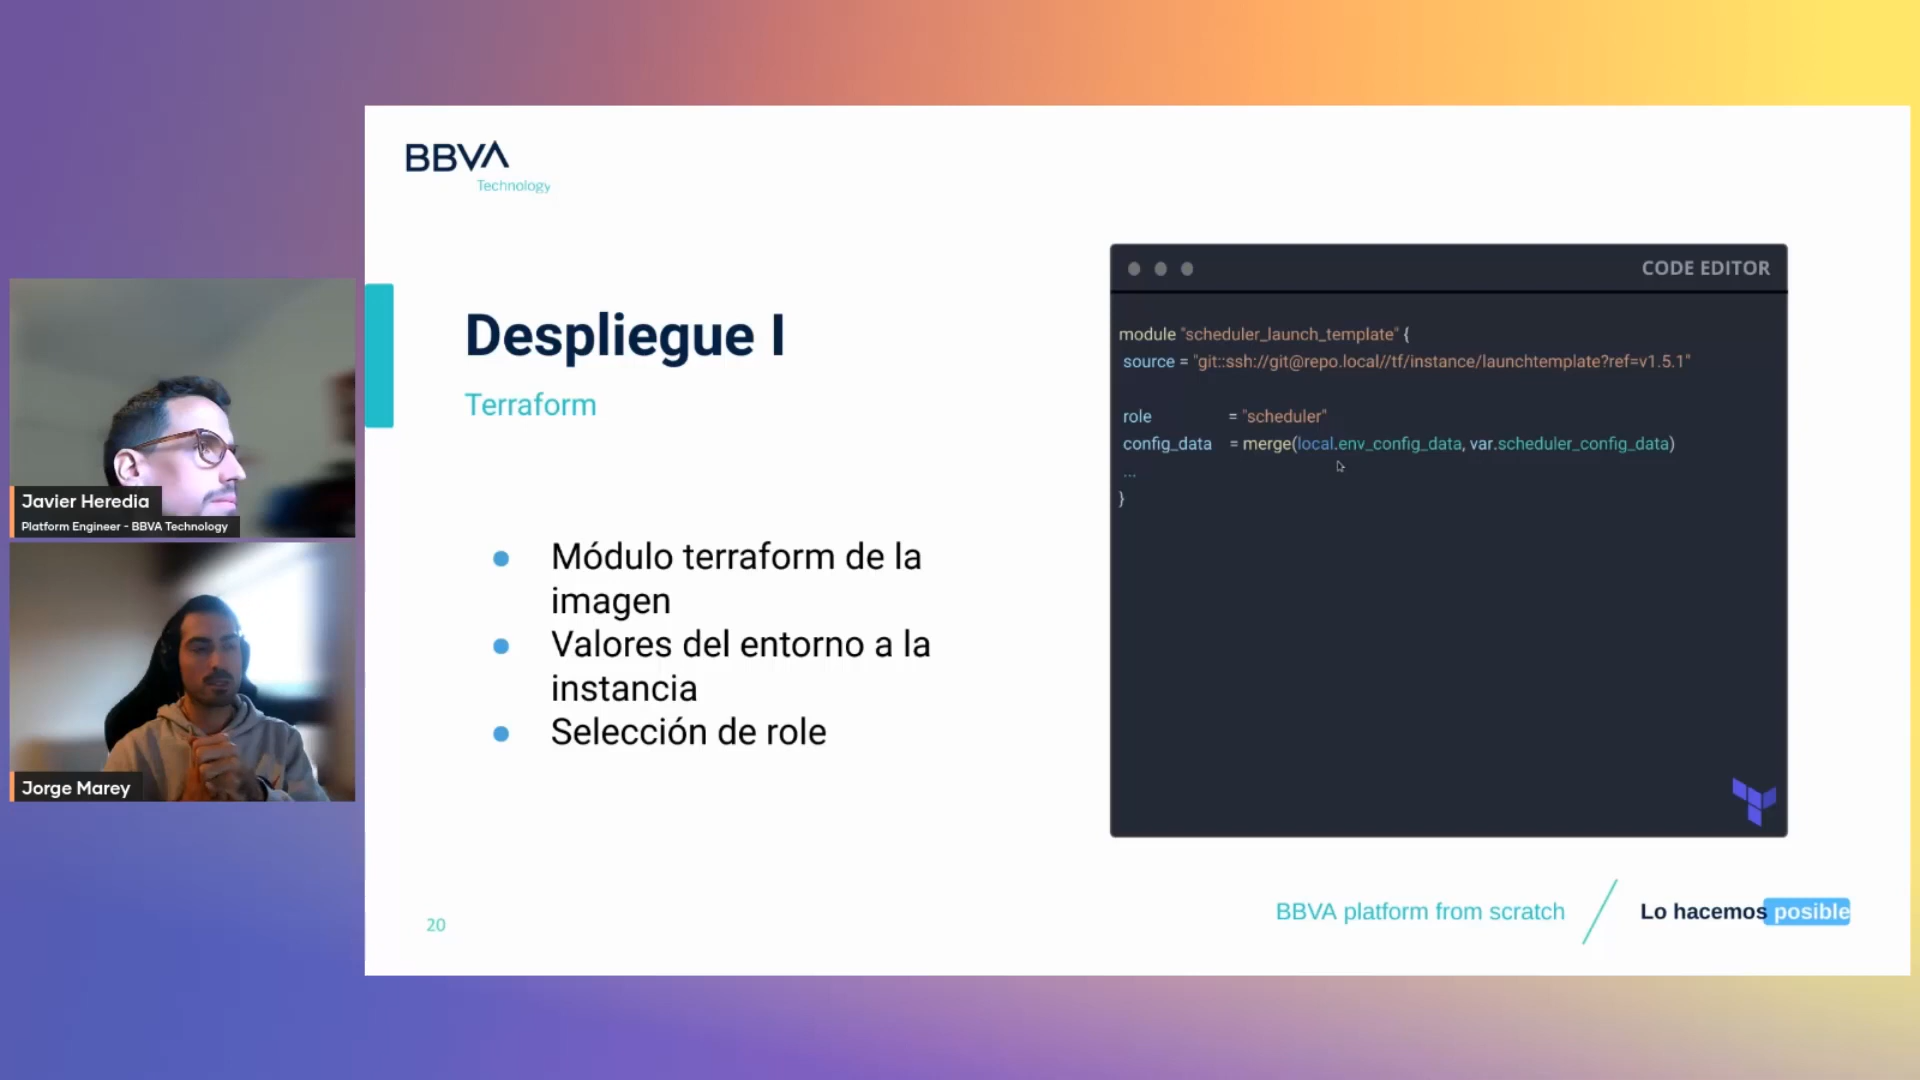 BBVA
Technology
Despliegue I
Terraform
Módulo terraform de la
imagen
Valores del entorno a la
instancia
Selección de role
CODE EDITOR
module "scheduler_launch_template" {
source = "git::ssh://git@repo.local//tf/instance/launchtemplate?ref=v1.5.1"
role = "scheduler"
config_data = merge(local.env_config_data, var.scheduler_config_data)
...
}
20
BBVA platform from scratch
Lo hacemos posible
Javier Heredia
Platform Engineer - BBVA Technology
Jorge Marey